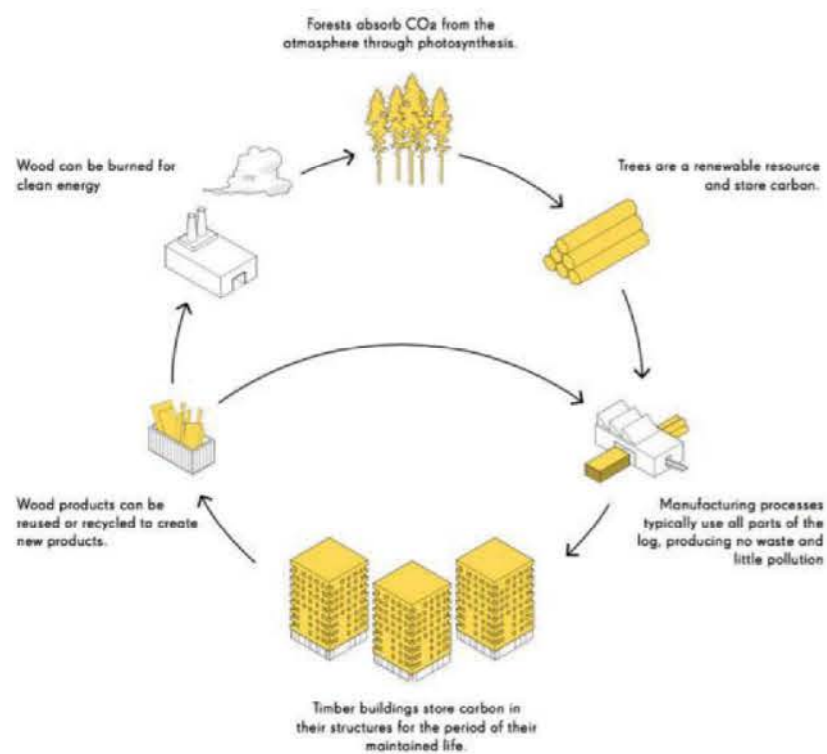 Forests absorb CO2 from the
atmosphere through photosynthesis.
Trees are a renewable resource
and store carbon.
Manufacturing processes
typically use all parts of the
log, producing no waste and
little pollution
Timber buildings store carbon in
their structures for the period of their
maintained life.
Wood products can be
reused or recycled to create
new products.
Wood can be burned for
clean energy